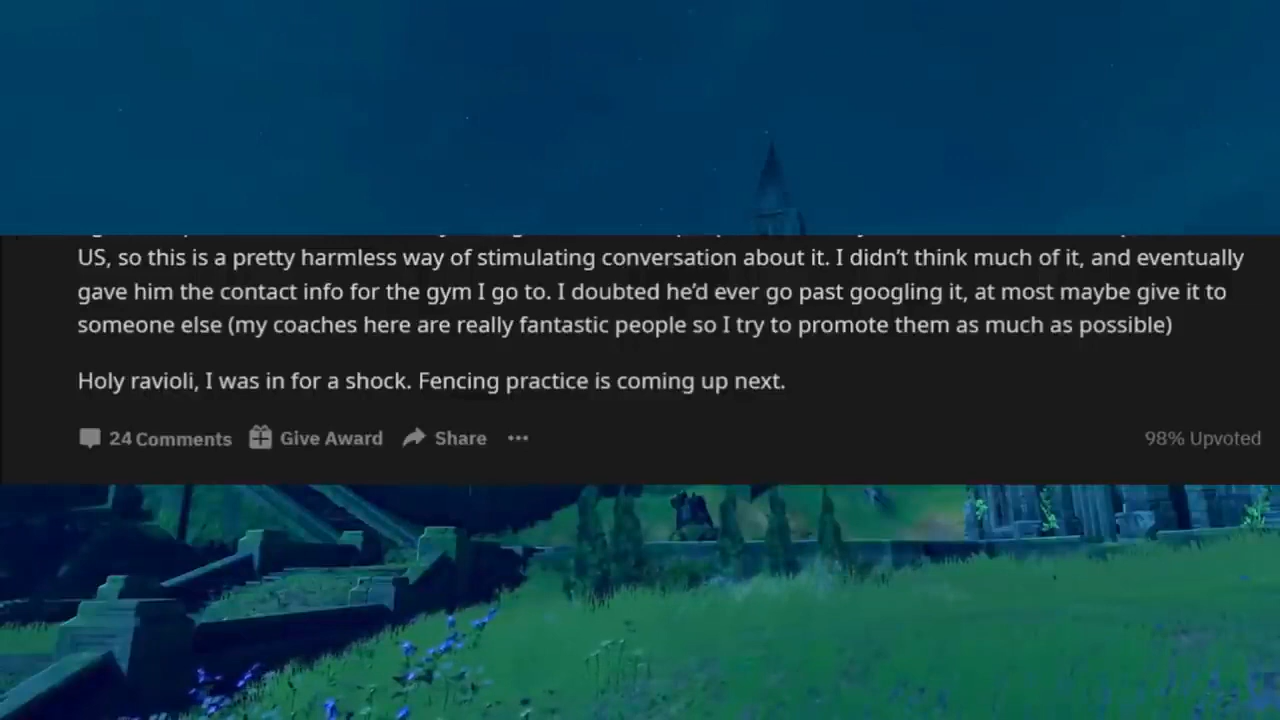 US, so this is a pretty harmless way of stimulating conversation about it. I didn’t think much of it, and eventually
gave him the contact info for the gym I go to. I doubted he’d ever go past googling it, at most maybe give it to
someone else (my coaches here are really fantastic people so I try to promote them as much as possible)
Holy ravioli, I was in for a shock. Fencing practice is coming up next.
24 Comments Give Award Share ••• 98% Upvoted